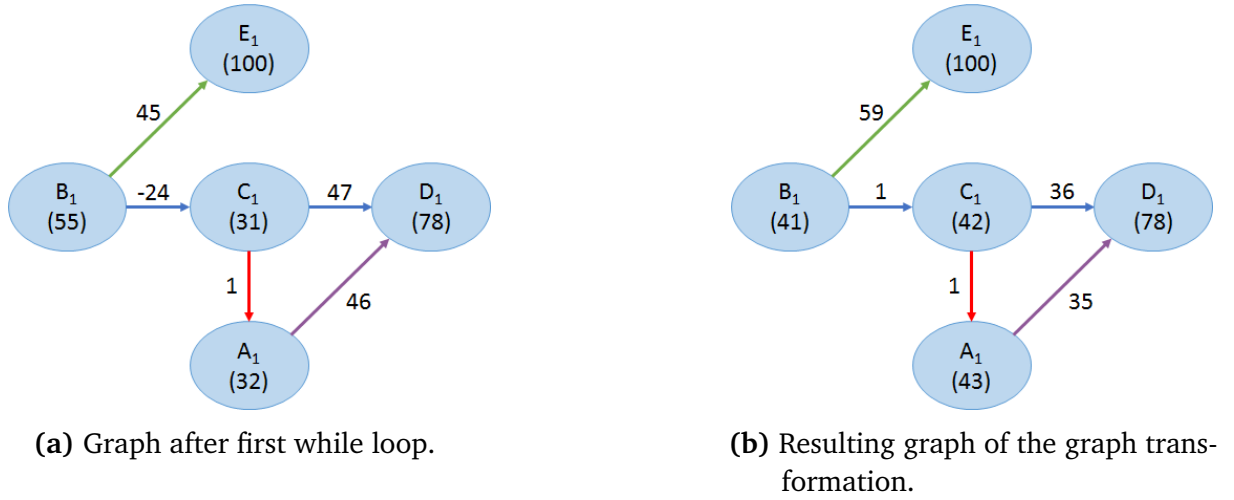 E1
(100)
45
B1
(55)
-24
C1
(31)
47
D1
(78)
1
46
A1
(32)
(a) Graph after first while loop.
E1
(100)
59
B1
(41)
1
C1
(42)
36
D1
(78)
1
35
A1
(43)
(b) Resulting graph of the graph trans-
formation.